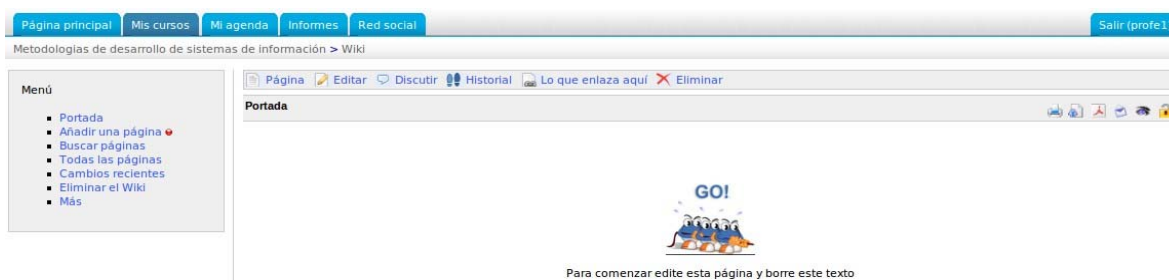 Página principal Mis cursos Mi agenda Informes Red social Salir (profe1
Metodologias de desarrollo de sistemas de información > Wiki
Menú
Portada
Añadir una página
Buscar páginas
Todas las páginas
Cambios recientes
Eliminar el Wiki
Más
Página Editar Discutir Historial Lo que enlaza aquí Eliminar
Portada
GO!
Para comenzar edite esta página y borre este texto